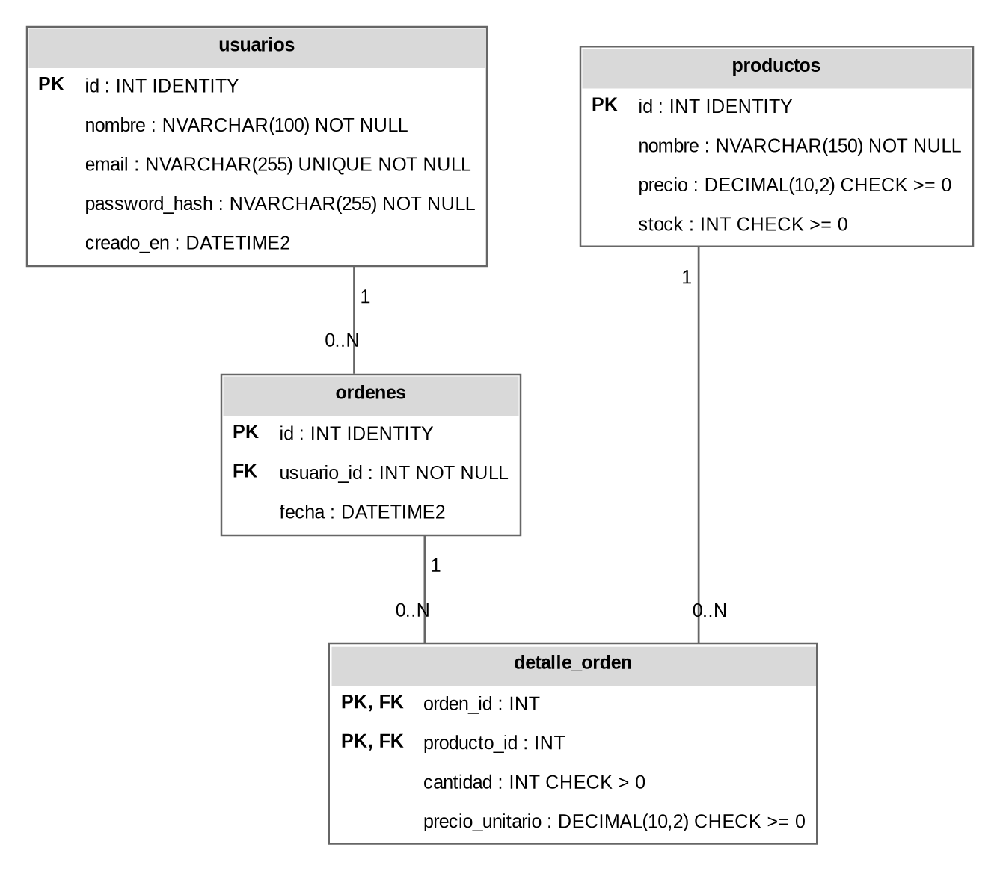 usuarios
PK id : INT IDENTITY
nombre : NVARCHAR(100) NOT NULL
email : NVARCHAR(255) UNIQUE NOT NULL
password_hash : NVARCHAR(255) NOT NULL
creado_en : DATETIME2
productos
PK id : INT IDENTITY
nombre : NVARCHAR(150) NOT NULL
precio : DECIMAL(10,2) CHECK >= 0
stock : INT CHECK >= 0
1
1
0..N
ordenes
PK id : INT IDENTITY
FK usuario_id : INT NOT NULL
fecha : DATETIME2
1
0..N
0..N
detalle_orden
PK, FK orden_id : INT
PK, FK producto_id : INT
cantidad : INT CHECK > 0
precio_unitario : DECIMAL(10,2) CHECK >= 0